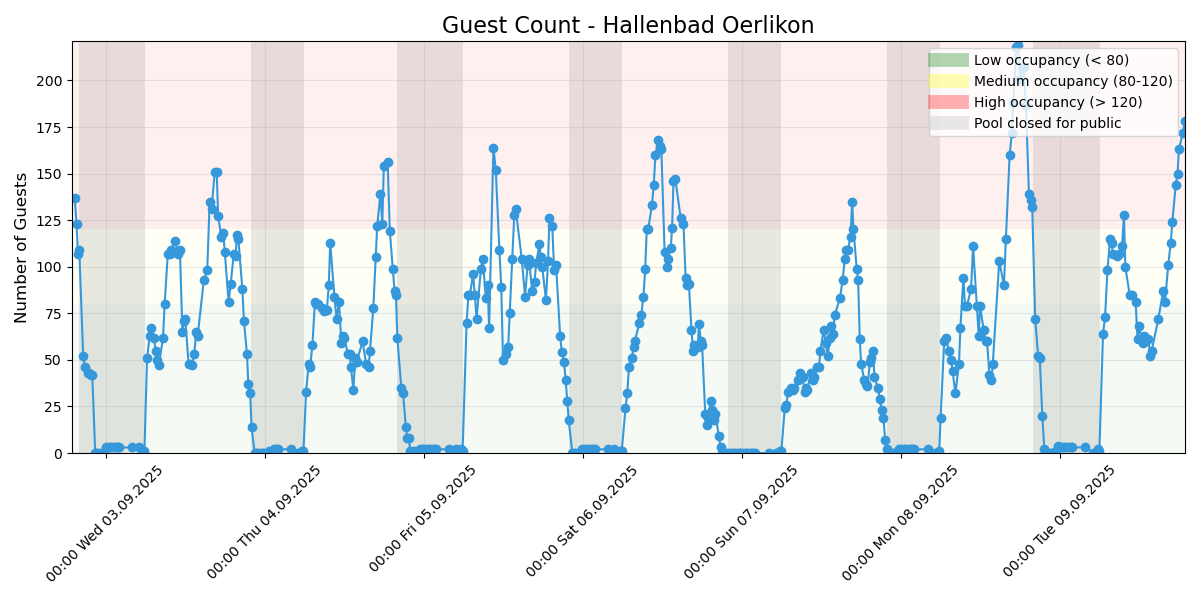 Guest Count - Hallenbad Oerlikon
Number of Guests
200
175
150
125
100
75
50
25
0
Low occupancy (< 80)
Medium occupancy (80-120)
High occupancy (> 120)
Pool closed for public
00:00 Wed 03.09.2025
00:00 Thu 04.09.2025
00:00 Fri 05.09.2025
00:00 Sat 06.09.2025
00:00 Sun 07.09.2025
00:00 Mon 08.09.2025
00:00 Tue 09.09.2025